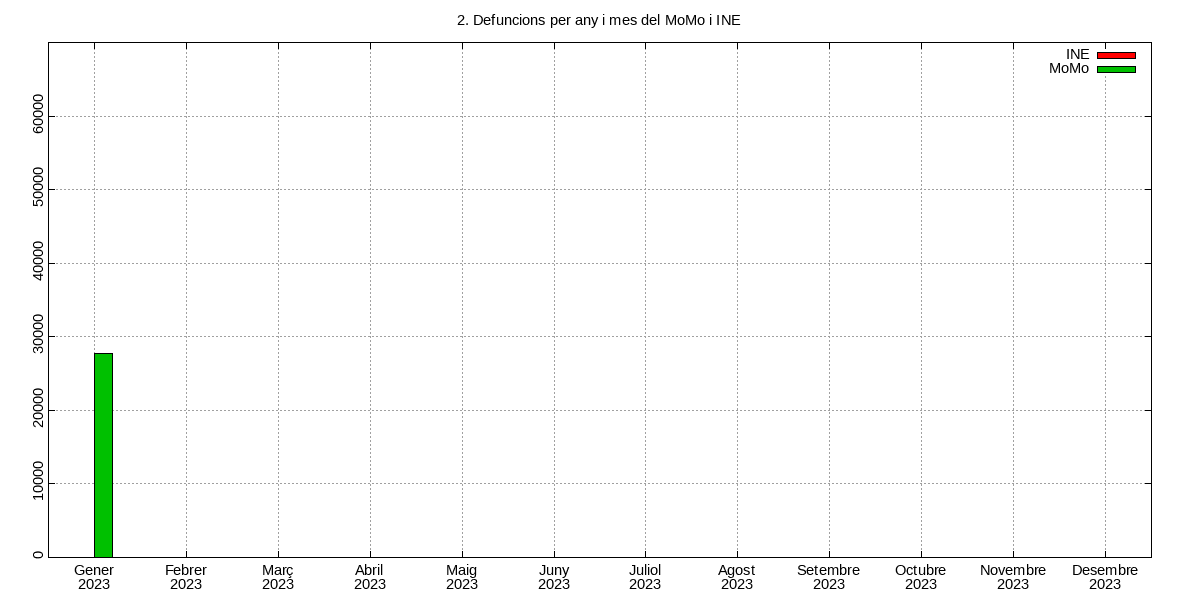 2. Defuncions per any i mes del MoMo i INE
INE
MoMo
60000
50000
40000
30000
20000
10000
0
Gener Febrer Març Abril Maig Juny Juliol Agost Setembre Octubre Novembre Desembre
2023 2023 2023 2023 2023 2023 2023 2023 2023 2023 2023 2023